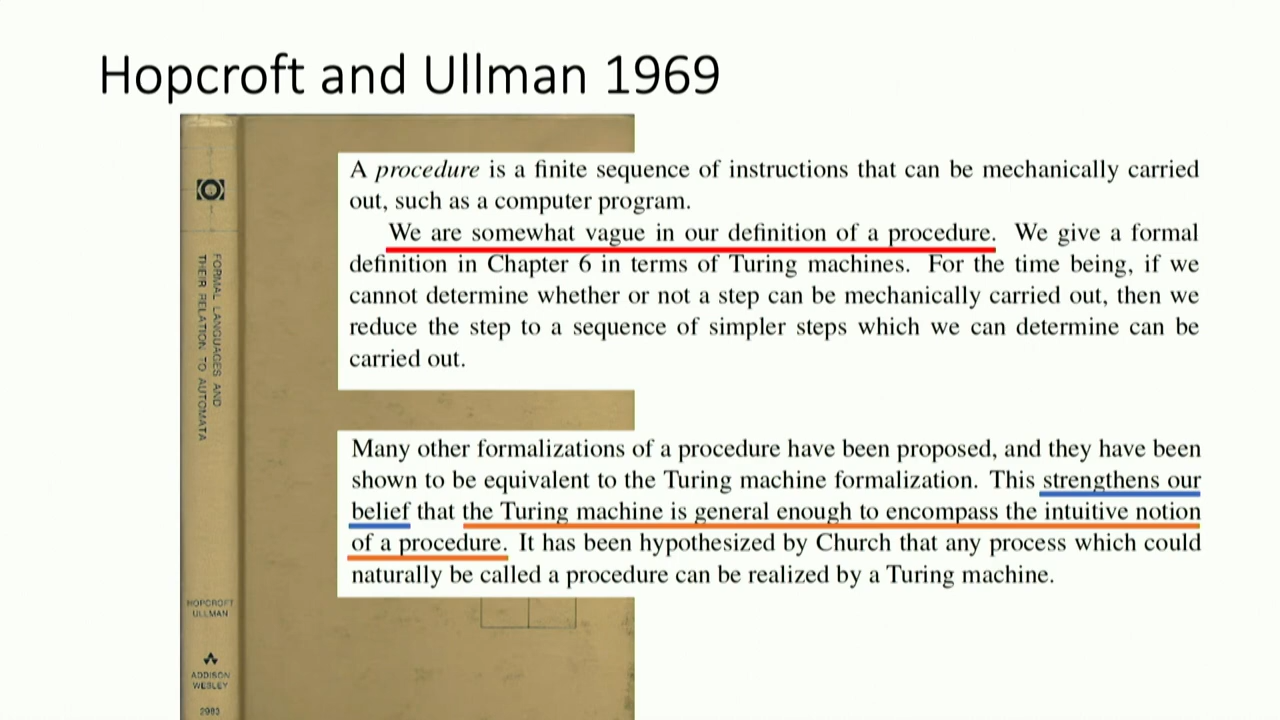 Hopcroft and Ullman 1969
A procedure is a finite sequence of instructions that can be mechanically carried
out, such as a computer program.
We are somewhat vague in our definition of a procedure. We give a formal
definition in Chapter 6 in terms of Turing machines. For the time being, if we
cannot determine whether or not a step can be mechanically carried out, then we
reduce the step to a sequence of simpler steps which we can determine can be
carried out.
Many other formalizations of a procedure have been proposed, and they have been
shown to be equivalent to the Turing machine formalization. This strengthens our
belief that the Turing machine is general enough to encompass the intuitive notion
of a procedure. It has been hypothesized by Church that any process which could
naturally be called a procedure can be realized by a Turing machine.
FORMAL LANGUAGES AND
THEIR RELATION TO AUTOMATA
HOPCROFT
ULLMAN
ADDISON
WESLEY
2983